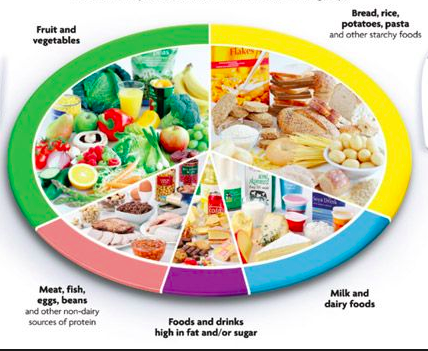 Fruit and
vegetables
Bread, rice,
potatoes, pasta
and other starchy foods
Flakes
Meat, fish,
eggs, beans
and other non-dairy
sources of protein
Foods and drinks
high in fat and/or sugar
Milk and
dairy foods